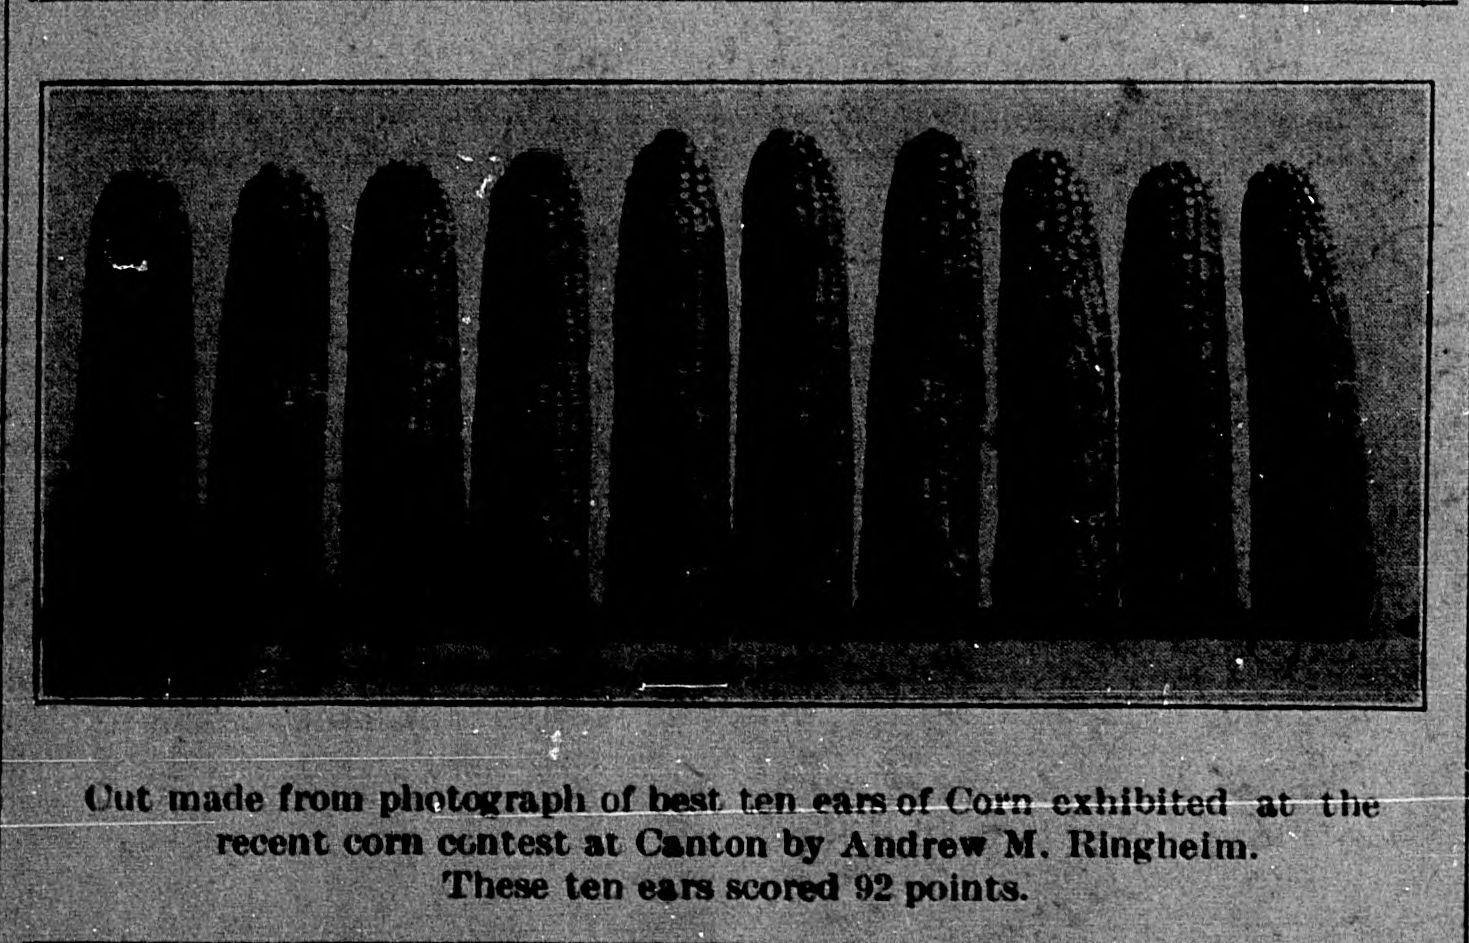 Cut made from photograph of best ten ears of Corn exhibited at the
recent corn contest at Canton by Andrew M. Ringheim.
These ten ears scored 92 points.